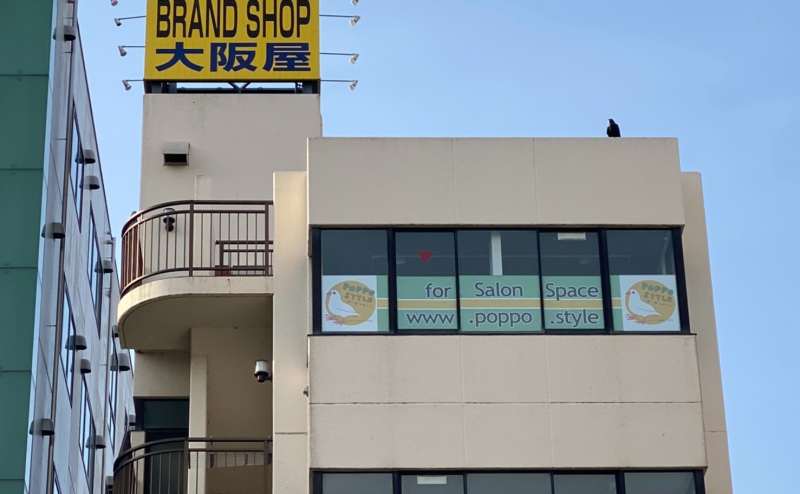 BRAND SHOP
大阪屋
PoPPo
STYLE
for Salon Space
www .poppo .style
PoPPo
STYLE